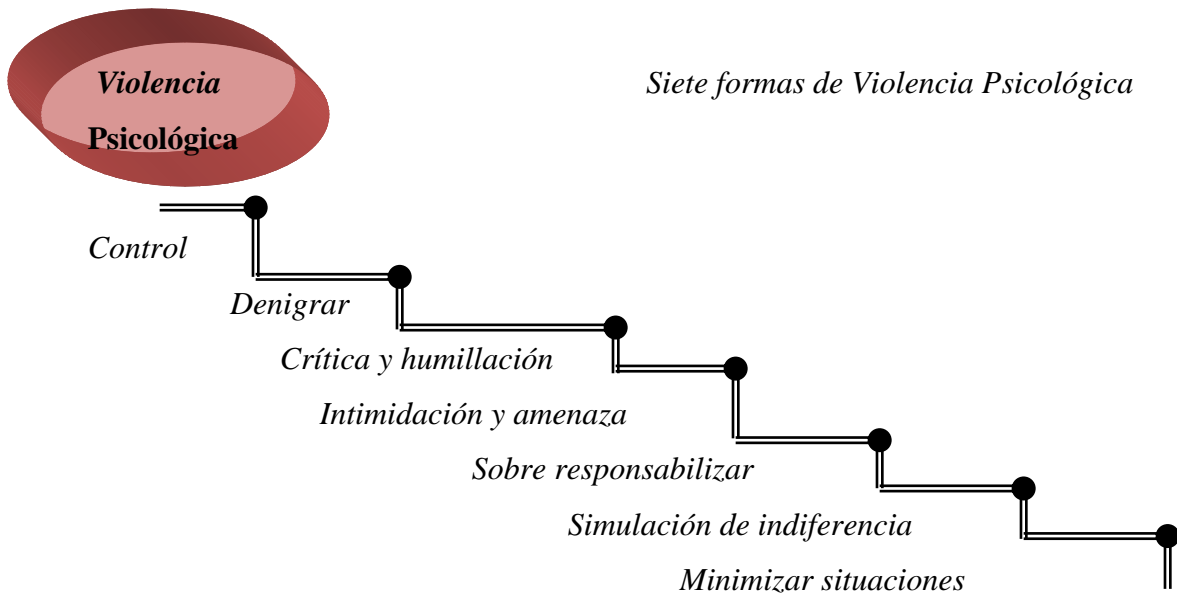 Violencia
Psicológica
Siete formas de Violencia Psicológica
Control
Denigrar
Crítica y humillación
Intimidación y amenaza
Sobre responsabilizar
Simulación de indiferencia
Minimizar situaciones